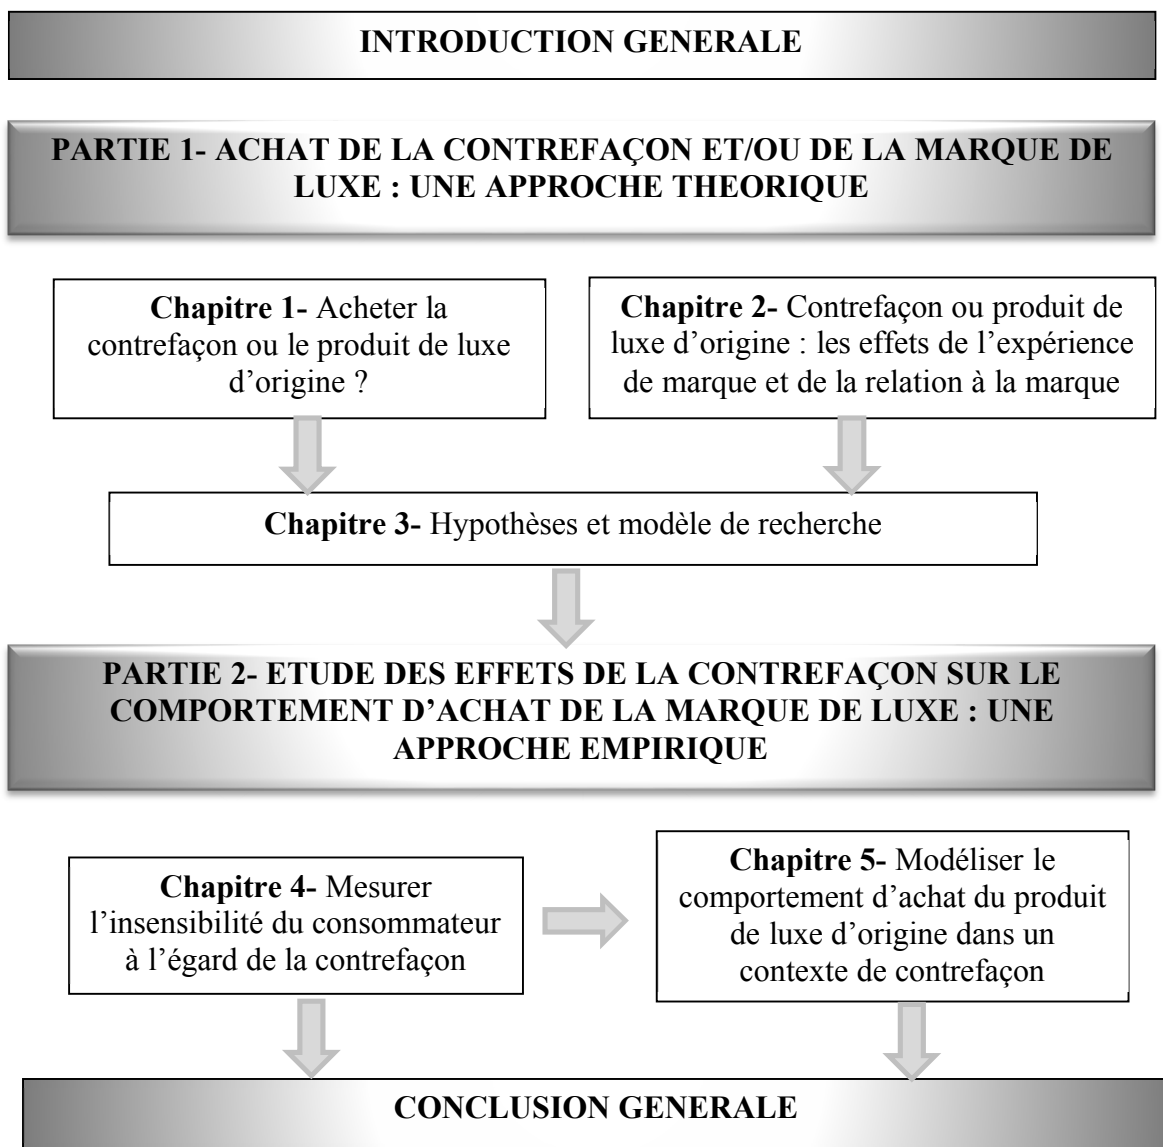 INTRODUCTION GENERALE
PARTIE 1- ACHAT DE LA CONTREFAÇON ET/OU DE LA MARQUE DE
LUXE : UNE APPROCHE THEORIQUE
Chapitre 1- Acheter la
contrefaçon ou le produit de luxe
d’origine ?
Chapitre 2- Contrefaçon ou produit de
luxe d’origine : les effets de l’expérience
de marque et de la relation à la marque
Chapitre 3- Hypothèses et modèle de recherche
PARTIE 2- ETUDE DES EFFETS DE LA CONTREFAÇON SUR LE
COMPORTEMENT D’ACHAT DE LA MARQUE DE LUXE : UNE
APPROCHE EMPIRIQUE
Chapitre 4- Mesurer
l’insensibilité du consommateur
à l’égard de la contrefaçon
Chapitre 5- Modéliser le
comportement d’achat du produit
de luxe d’origine dans un
contexte de contrefaçon
CONCLUSION GENERALE